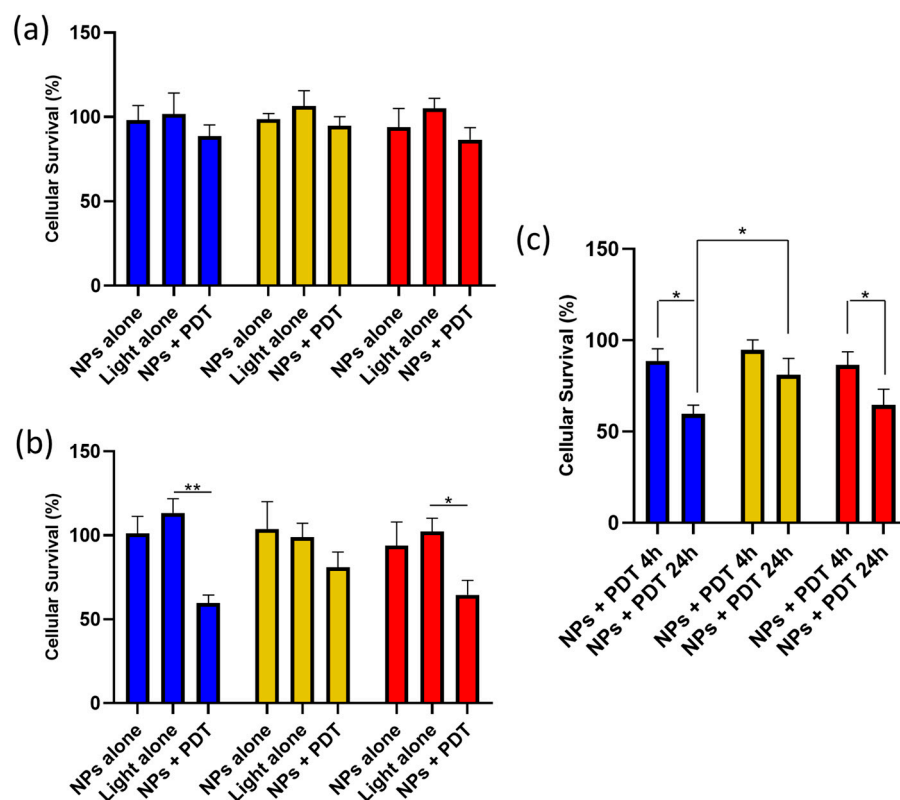 (a)
Cellular Survival (%)
150
100
50
0
NPs alone
Light alone
NPs + PDT
NPs alone
Light alone
NPs + PDT
NPs alone
Light alone
NPs + PDT
(b)
Cellular Survival (%)
150
100
50
0
**
*
NPs alone
Light alone
NPs + PDT
NPs alone
Light alone
NPs + PDT
NPs alone
Light alone
NPs + PDT
(c)
Cellular Survival (%)
150
100
50
0
*
*
*
NPs + PDT 4h
NPs + PDT 24h
NPs + PDT 4h
NPs + PDT 24h
NPs + PDT 4h
NPs + PDT 24h